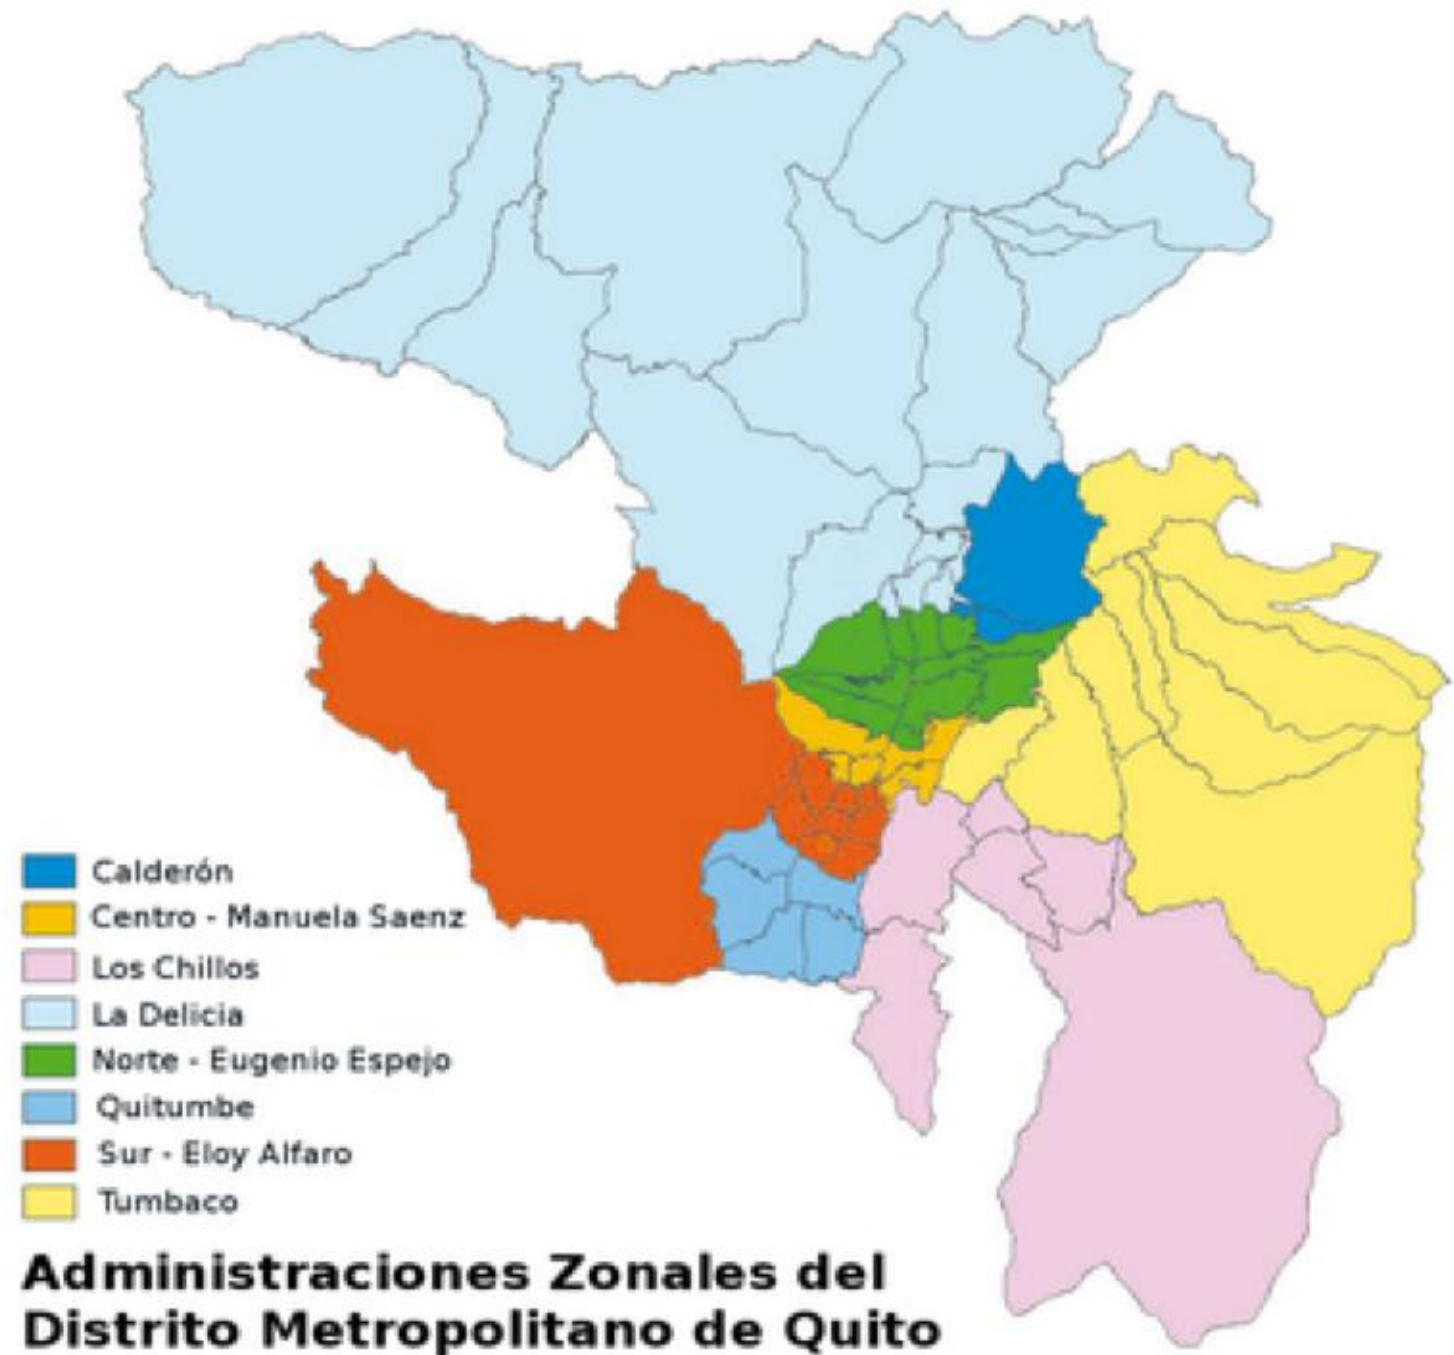 Calderón
Centro - Manuela Saenz
Los Chillos
La Delicia
Norte - Eugenio Espejo
Quitumbe
Sur - Eloy Alfaro
Tumbaco
Administraciones Zonales del
Distrito Metropolitano de Quito